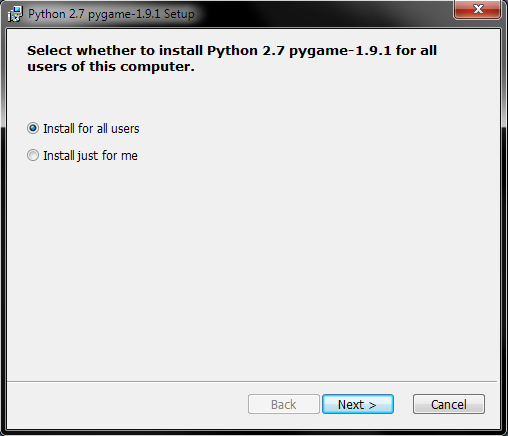 Python 2.7 pygame-1.9.1 Setup
Select whether to install Python 2.7 pygame-1.9.1 for all
users of this computer.
Install for all users
Install just for me
Back Next > Cancel